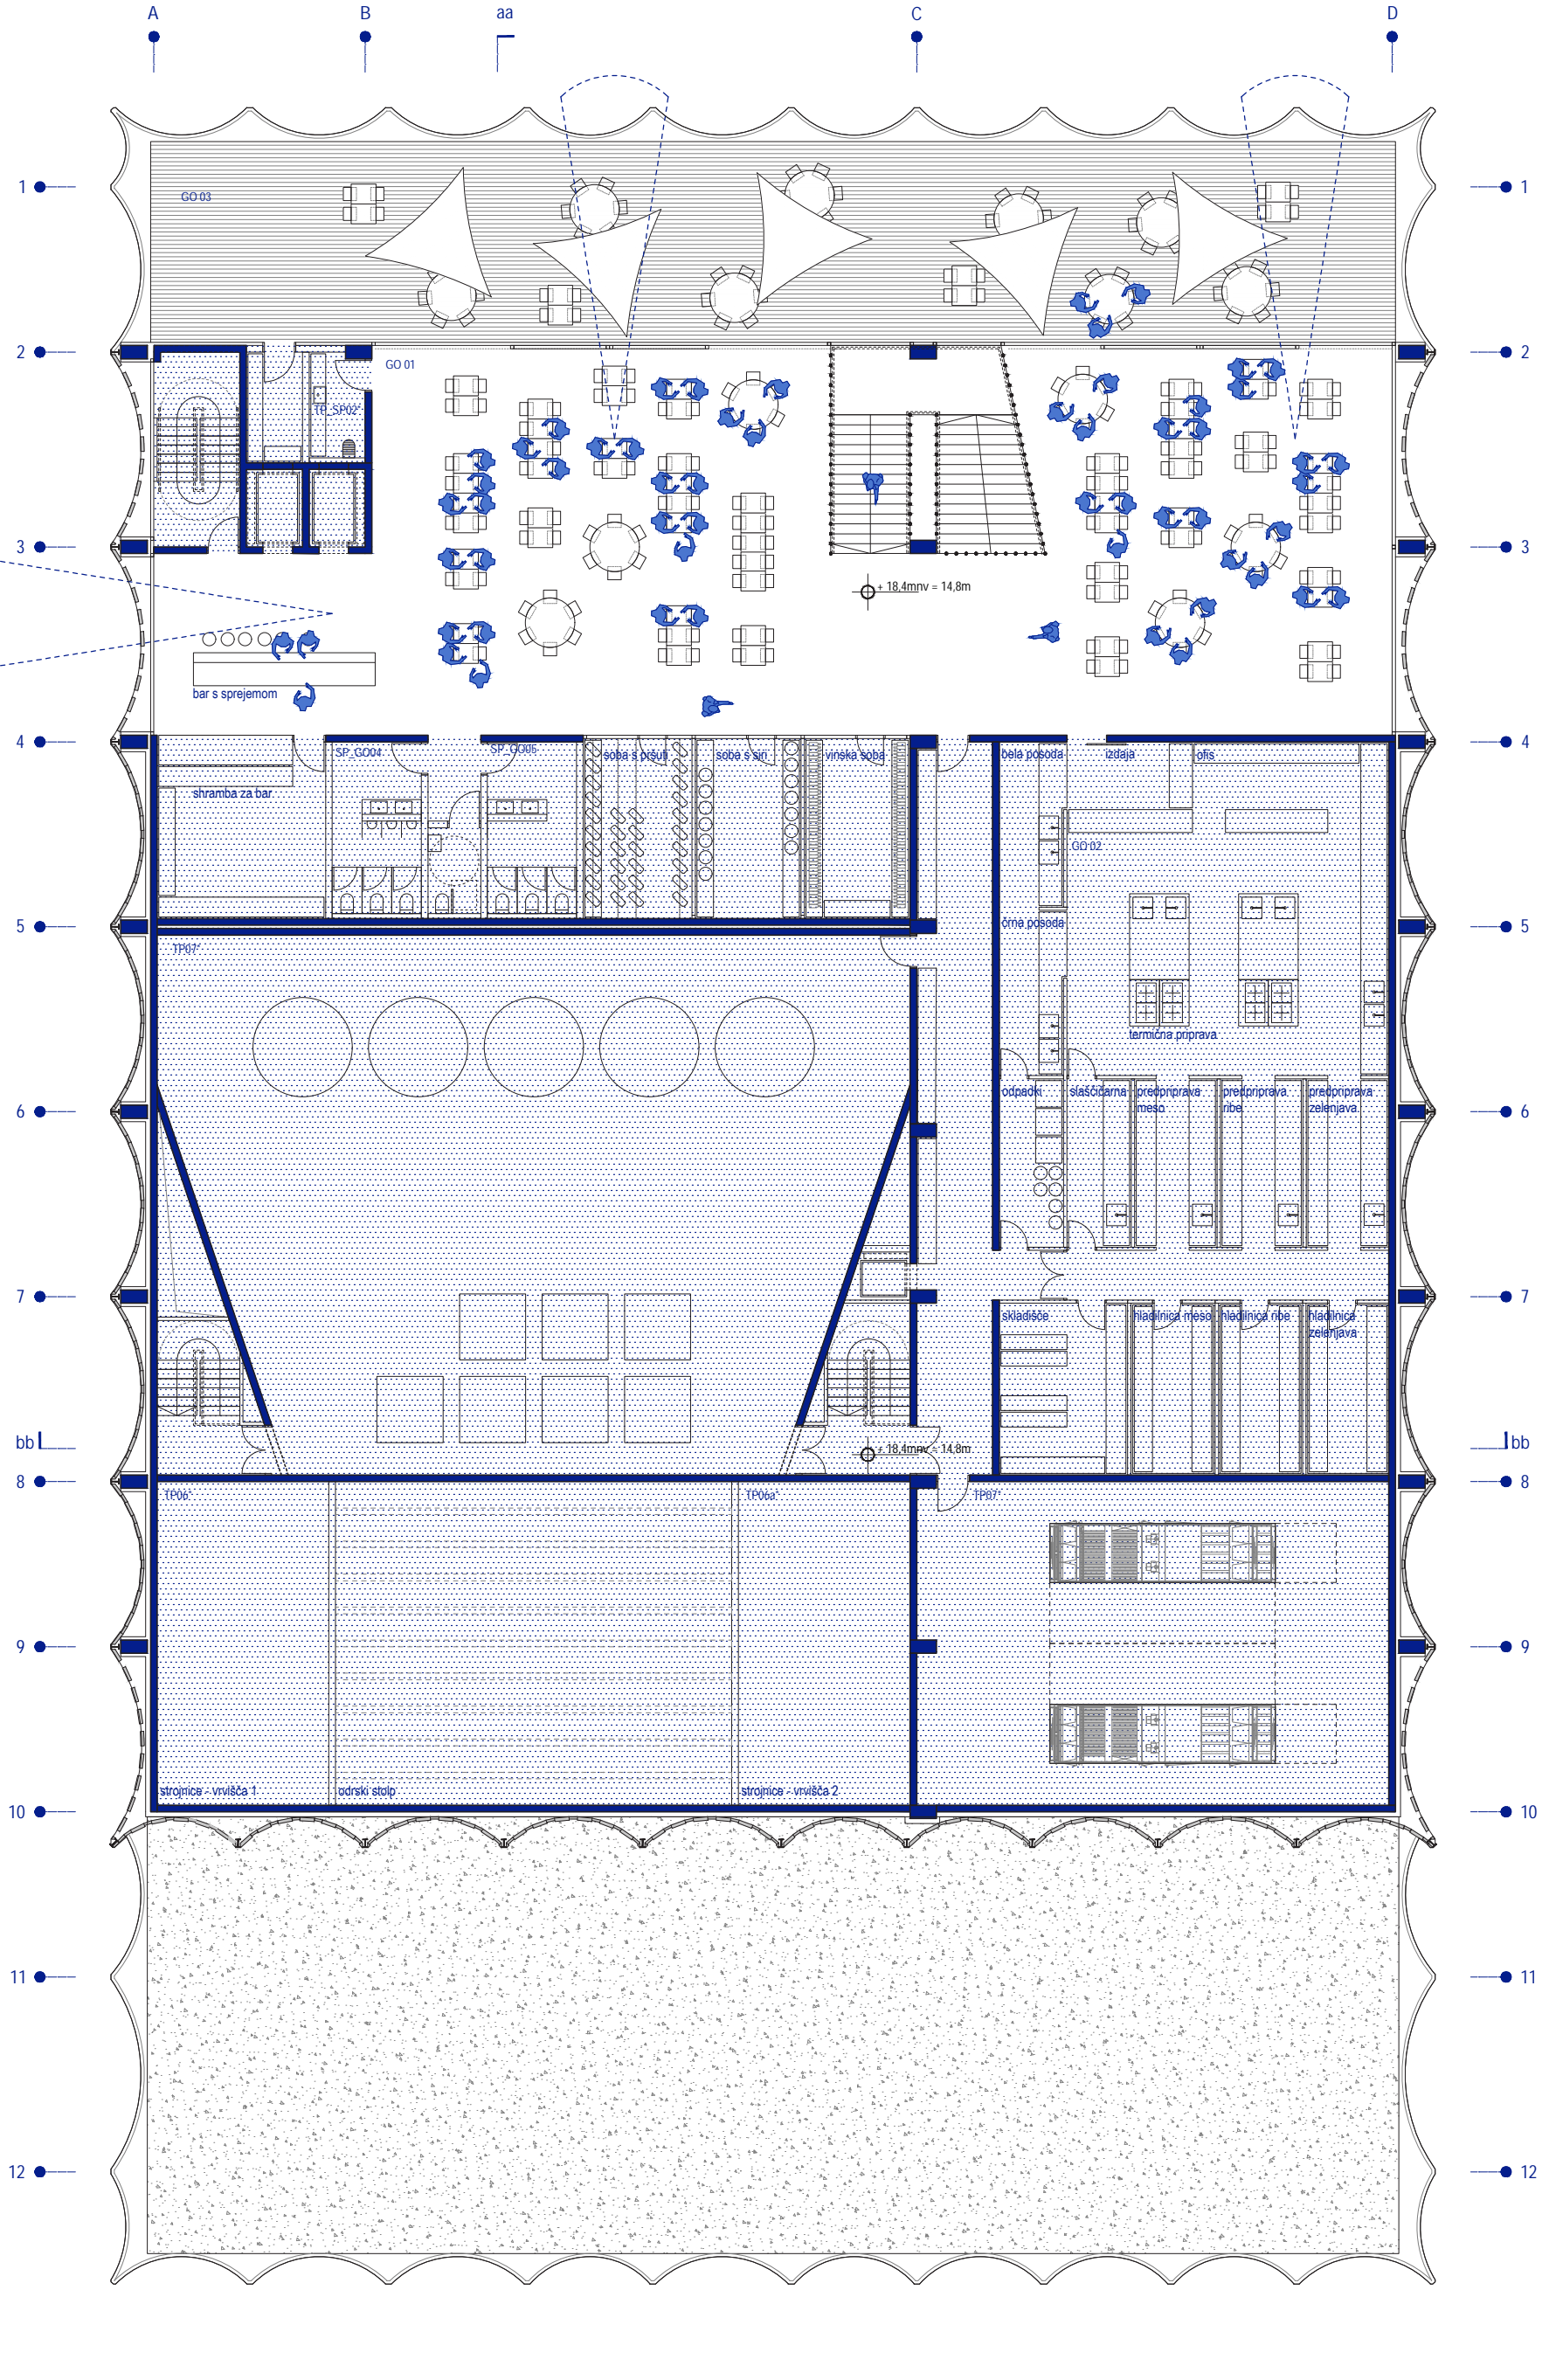 A B aa C D
1 1
GO 03
2 2
GO 01
TP_SP02*
3 3
+ 18,4mnv = 14,8m
bar s sprejemom
4 4
SP_GO04
SP_GO05
soba s pršuti
soba s siri
vinska soba
bela posoda
izdaja
ofis
shramba za bar
GO 02
5 5
črna posoda
TP07*
termična priprava
odpadki
slaščičarna
predpriprava
meso
predpriprava
ribe
predpriprava
zelenjava
6 6
7 7
skladišče
hladilnica meso
hladilnica ribe
hladilnica
zelenjava
bb bb
+ 18,4mnv = 14,8m
8 8
TP06*
TP06a*
TP07*
9 9
strojnice - vrvišča 1
odrski stolp
strojnice - vrvišča 2
10 10
11 11
12 12